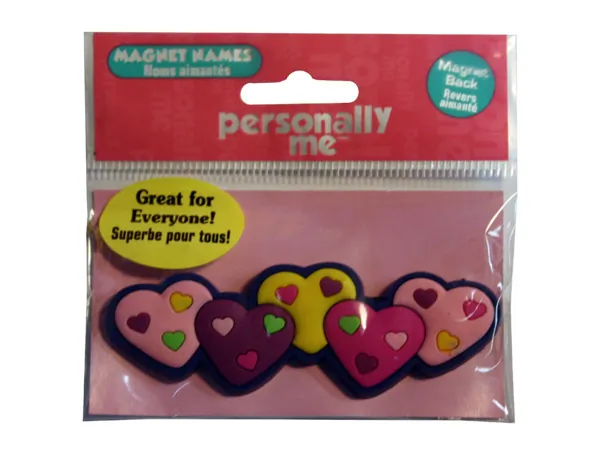 MAGNET NAMES
Noms aimantés
Magnet
Back
Revers
aimanté
personally
me
Great for
Everyone!
Superbe pour tous!